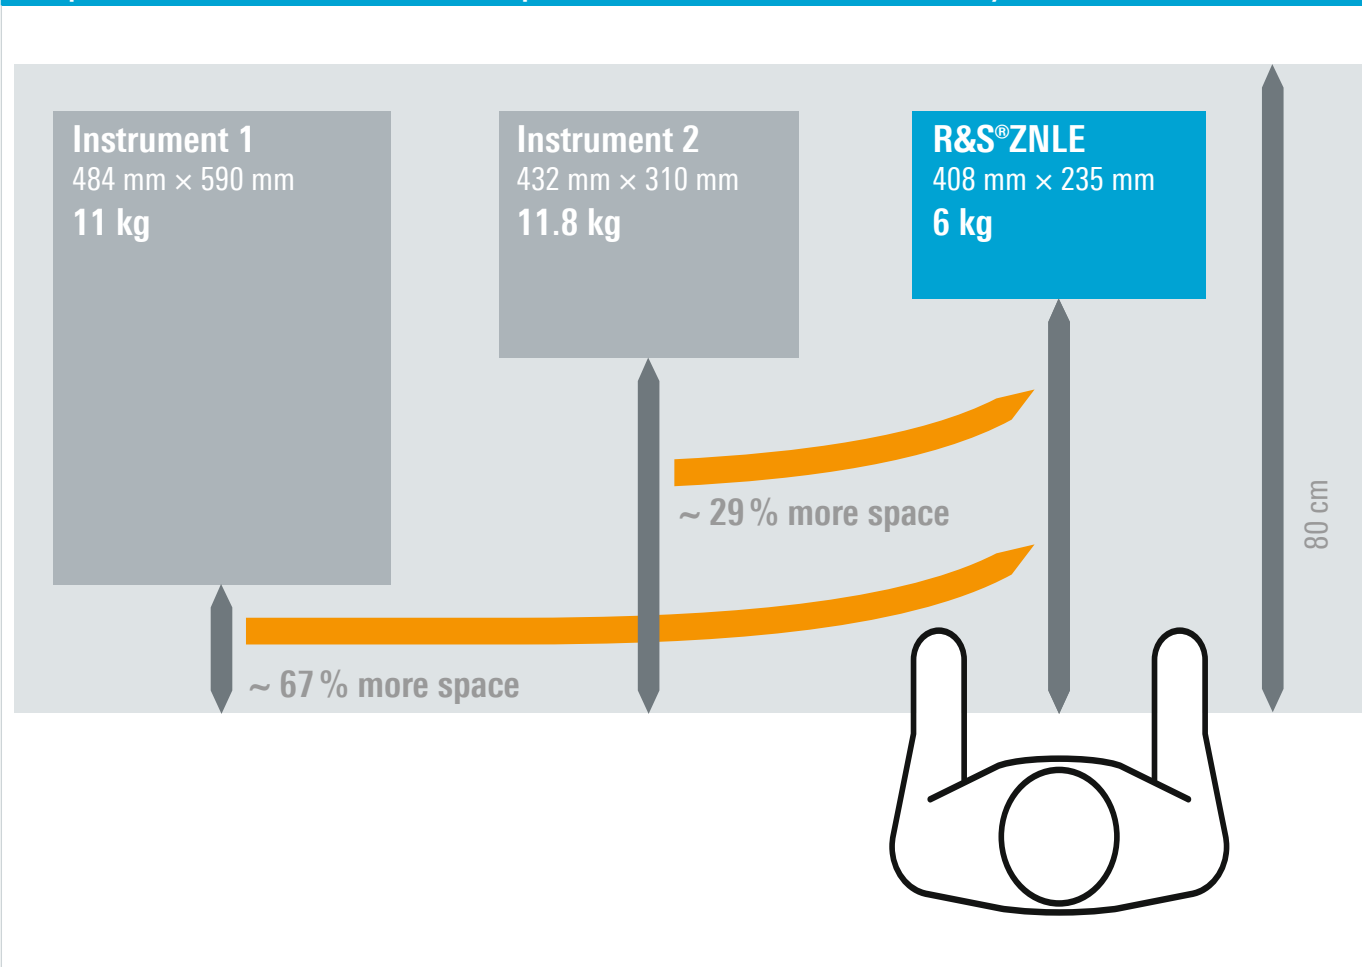 Instrument 1
484 mm × 590 mm
11 kg
Instrument 2
432 mm × 310 mm
11.8 kg
R&S®ZNLE
408 mm × 235 mm
6 kg
~ 29 % more space
~ 67 % more space
80 cm